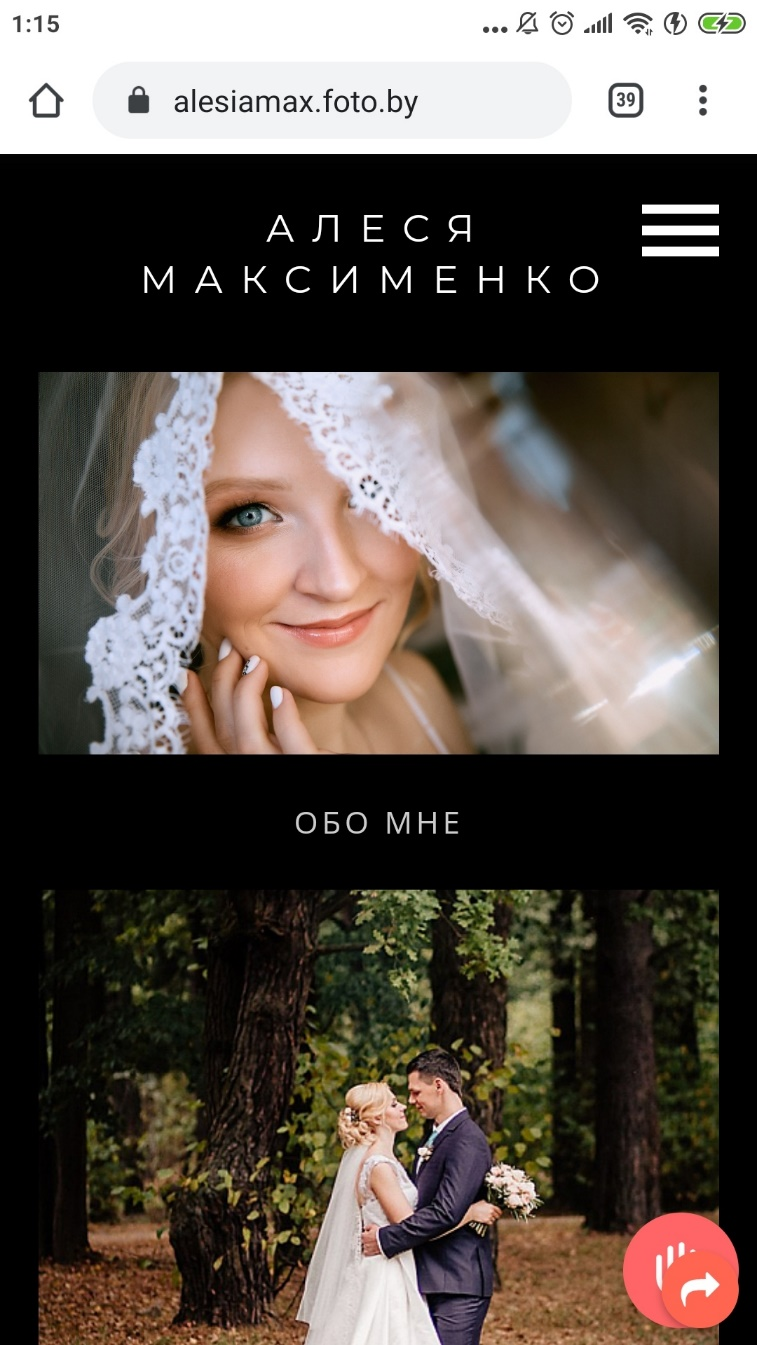 1:15
alesiamax.foto.by
39
АЛЕСЯ
МАКСИМЕНКО
ОБО МНЕ